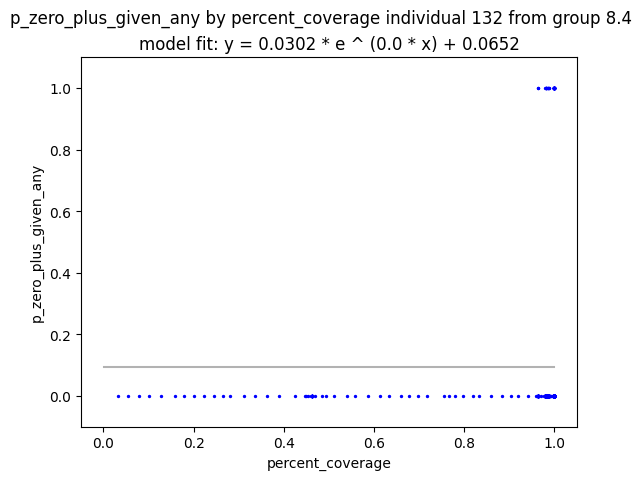 p_zero_plus_given_any by percent_coverage individual 132 from group 8.4
model fit: y = 0.0302 * e ^ (0.0 * x) + 0.0652
p_zero_plus_given_any
1.0
0.8
0.6
0.4
0.2
0.0
0.0 0.2 0.4 0.6 0.8 1.0
percent_coverage